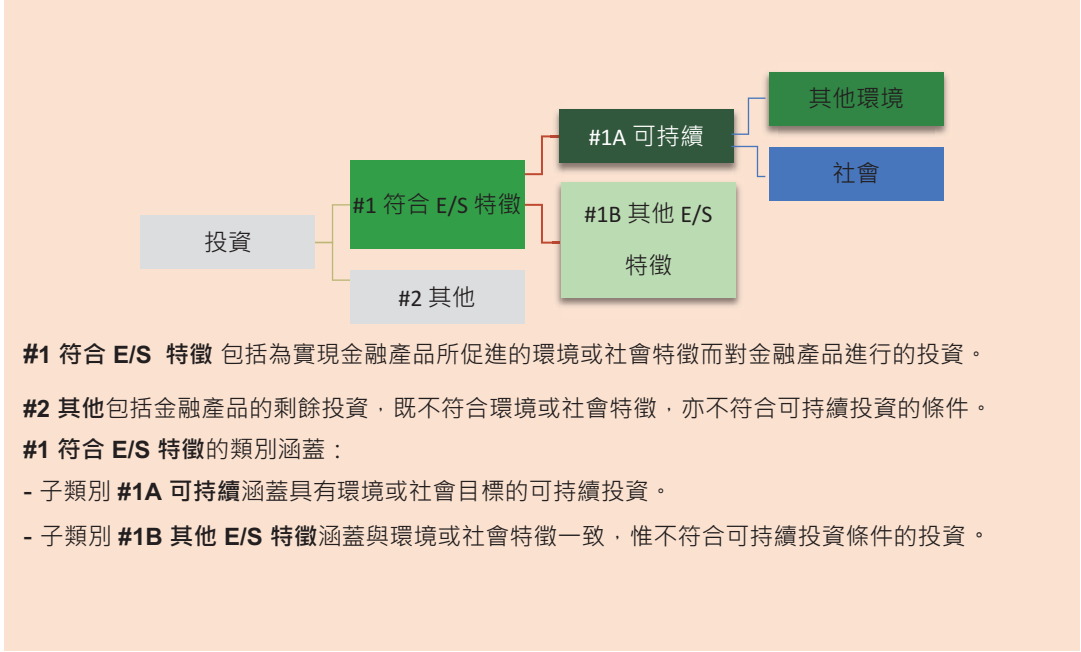 其他環境
#1A 可持續
社會
#1 符合 E/S 特徵
#1B 其他 E/S
特徵
投資
#2 其他
#1 符合 E/S 特徵 包括為實現金融產品所促進的環境或社會特徵而對金融產品進行的投資。
#2 其他包括金融產品的剩餘投資，既不符合環境或社會特徵，亦不符合可持續投資的條件。
#1 符合 E/S 特徵的類別涵蓋：
- 子類別 #1A 可持續涵蓋具有環境或社會目標的可持續投資。
- 子類別 #1B 其他 E/S 特徵涵蓋與環境或社會特徵一致，惟不符合可持續投資條件的投資。